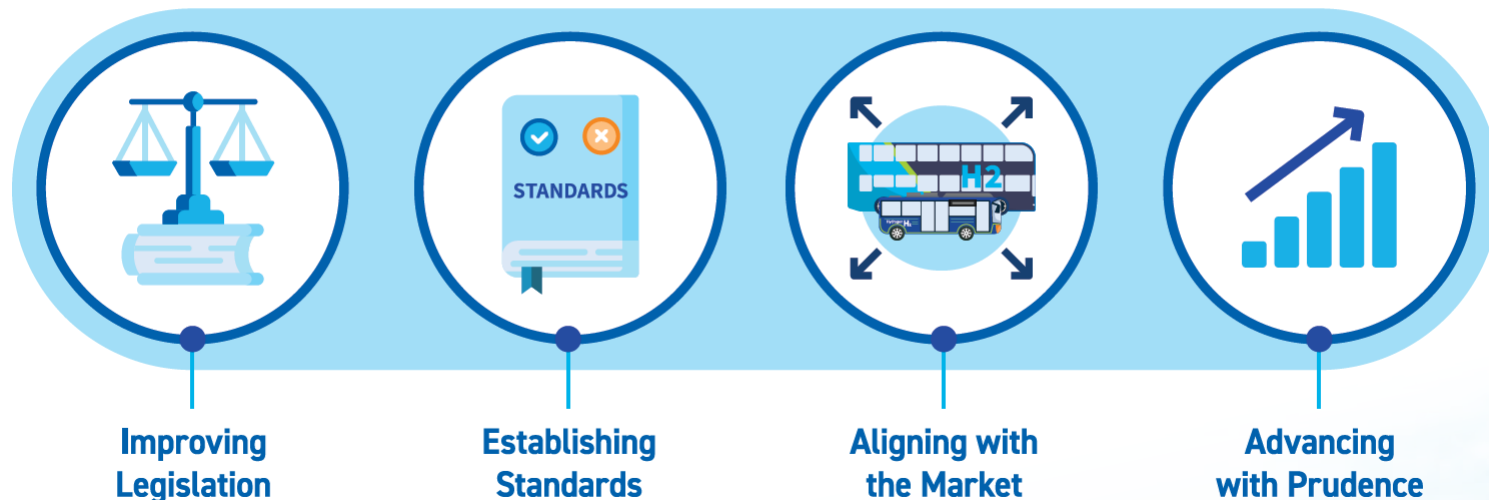 STANDARDS
H2
Improving
Legislation
Establishing
Standards
Aligning with
the Market
Advancing
with Prudence